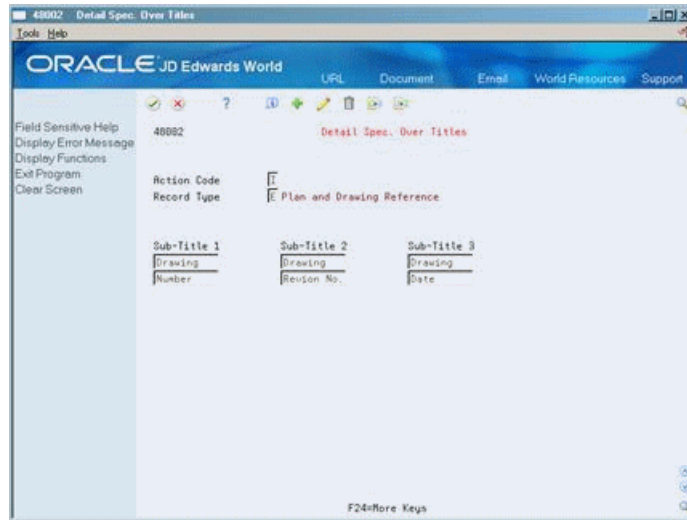 48002 Detail Spec. Over Titles
Tools Help
ORACLE JD Edwards World
URL Document Email World Resources Support
Field Sensitive Help
Display Error Message
Display Functions
Exit Program
Clear Screen
48002 Detail Spec. Over Titles
Action Code I
Record Type E Plan and Drawing Reference
Sub-Title 1 Sub-Title 2 Sub-Title 3
Drawing Drawing Drawing
Number Revion No. Date
F24=More Keys